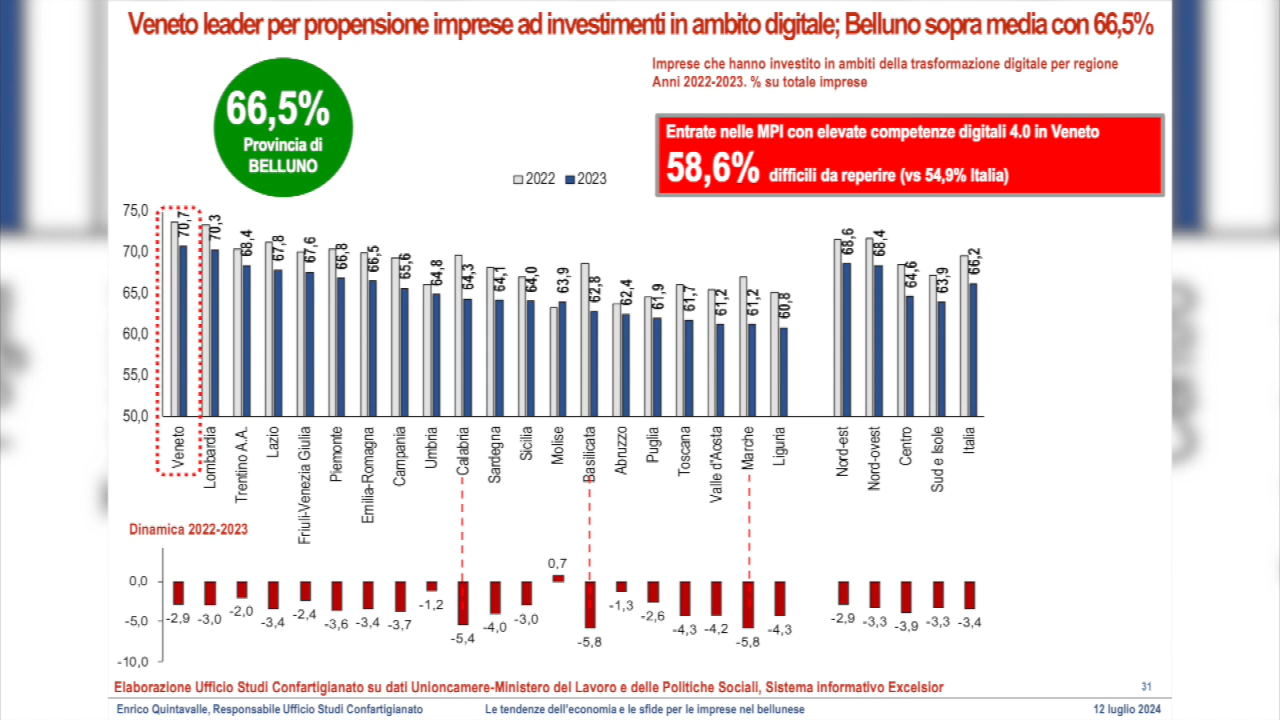 Veneto leader per propensione imprese ad investimenti in ambito digitale; Belluno sopra media con 66,5%
66,5%
Provincia di
BELLUNO
Imprese che hanno investito in ambiti della trasformazione digitale per regione
Anni 2022-2023. % su totale imprese
Entrate nelle MPI con elevate competenze digitali 4.0 in Veneto
58,6% difficili da reperire (vs 54,9% Italia)
2022 2023
75,0
70,0
65,0
60,0
55,0
50,0
70,7 70,3 68,4 67,8 67,6 66,8 66,5 65,6 64,8 64,3 64,1 64,0 63,9 62,8 62,4 61,9 61,7 61,2 61,2 60,8 68,6 68,4 64,6 63,9 66,2
Veneto Lombardia Trentino A.A. Lazio Friuli-Venezia Giulia Piemonte Emilia-Romagna Campania Umbria Calabria Sardegna Sicilia Molise Basilicata Abruzzo Puglia Toscana Valle d'Aosta Marche Liguria Nord-est Nord-ovest Centro Sud e Isole Italia
Dinamica 2022-2023
0,0
-5,0
-10,0
-2,9 -3,0 -2,0 -3,4 -2,4 -3,6 -3,4 -3,7 -1,2 -5,4 -4,0 -3,0 0,7 -5,8 -1,3 -2,6 -4,3 -4,2 -5,8 -4,3 -2,9 -3,3 -3,9 -3,3 -3,4
Elaborazione Ufficio Studi Confartigianato su dati Unioncamere-Ministero del Lavoro e delle Politiche Sociali, Sistema Informativo Excelsior
31
Enrico Quintavalle, Responsabile Ufficio Studi Confartigianato Le tendenze dell'economia e le sfide per le imprese nel bellunese 12 luglio 2024